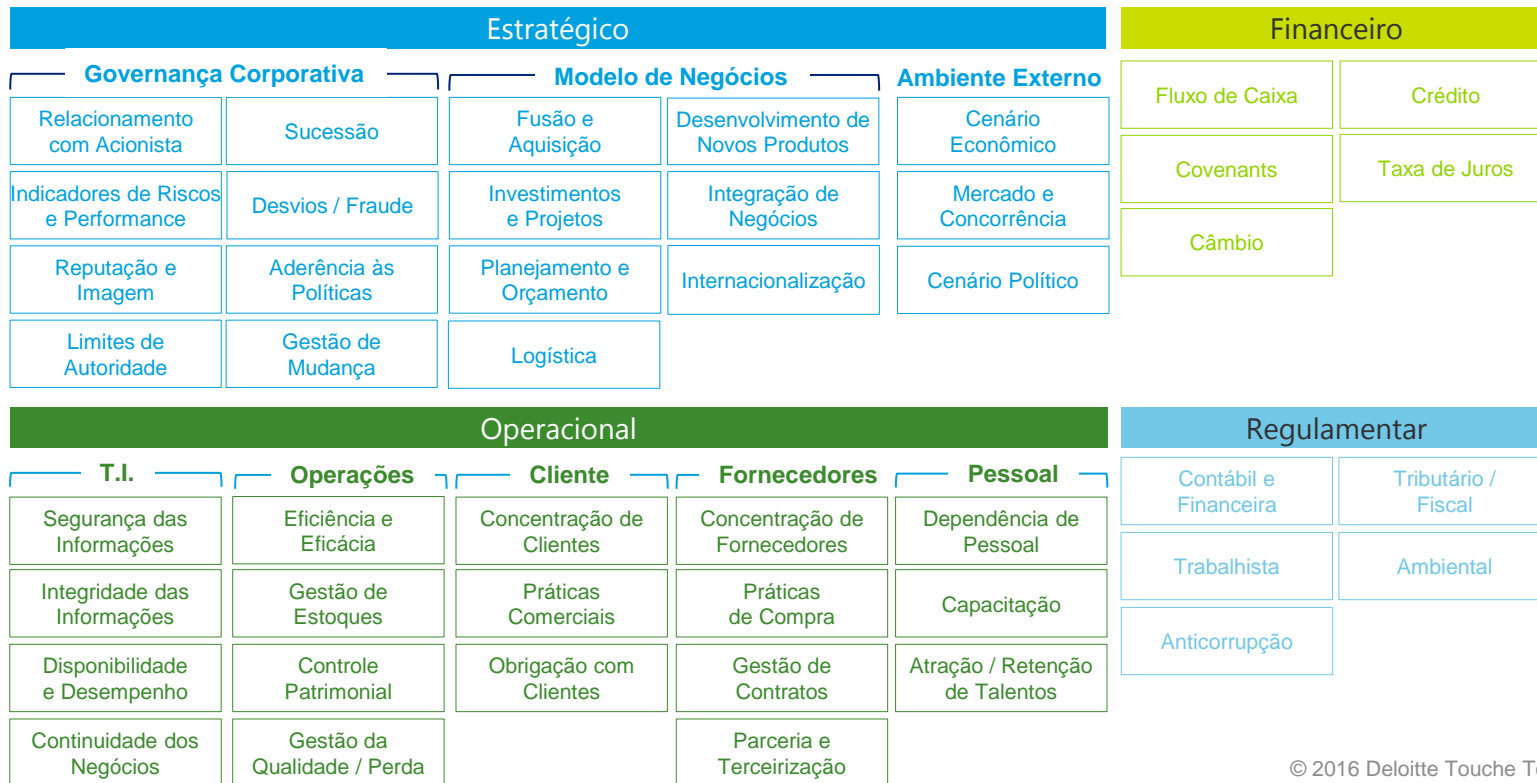 Estratégico
Governança Corporativa
Relacionamento
com Acionista
Sucessão
Indicadores de Riscos
e Performance
Desvios / Fraude
Reputação e
Imagem
Aderência às
Políticas
Limites de
Autoridade
Gestão de
Mudança
Modelo de Negócios
Fusão e
Aquisição
Desenvolvimento de
Novos Produtos
Investimentos
e Projetos
Integração de
Negócios
Planejamento e
Orçamento
Internacionalização
Logística
Ambiente Externo
Cenário
Econômico
Mercado e
Concorrência
Cenário Político
Financeiro
Fluxo de Caixa
Crédito
Covenants
Taxa de Juros
Câmbio
Operacional
T.I.
Segurança das
Informações
Integridade das
Informações
Disponibilidade
e Desempenho
Continuidade dos
Negócios
Operações
Eficiência e
Eficácia
Gestão de
Estoques
Controle
Patrimonial
Gestão da
Qualidade / Perda
Cliente
Concentração de
Clientes
Práticas
Comerciais
Obrigação com
Clientes
Fornecedores
Concentração de
Fornecedores
Práticas
de Compra
Gestão de
Contratos
Parceria e
Terceirização
Pessoal
Dependência de
Pessoal
Capacitação
Atração / Retenção
de Talentos
Regulamentar
Contábil e
Financeira
Tributário /
Fiscal
Trabalhista
Ambiental
Anticorrupção
© 2016 Deloitte Touche